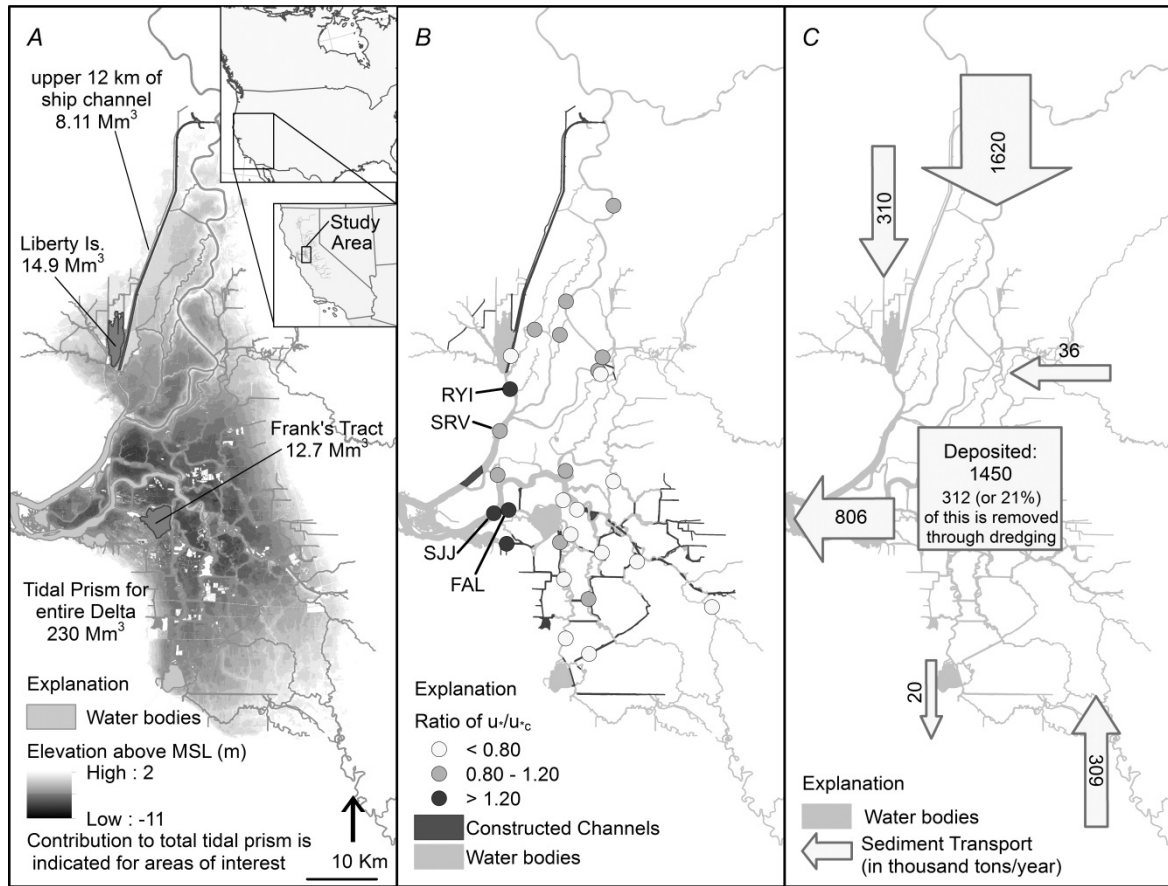 A
upper 12 km of
ship channel
8.11 Mm³
Study
Area
Liberty Is.
14.9 Mm³
Frank's Tract
12.7 Mm³
Tidal Prism for
entire Delta
230 Mm³
Explanation
Water bodies
Elevation above MSL (m)
High : 2
Low : -11
Contribution to total tidal prism is
indicated for areas of interest
10 Km
B
RYI
SRV
SJJ
FAL
Explanation
Ratio of u*/u*c
< 0.80
0.80 - 1.20
> 1.20
Constructed Channels
Water bodies
C
1620
310
36
Deposited:
1450
312 (or 21%)
of this is removed
through dredging
806
20
309
Explanation
Water bodies
Sediment Transport
(in thousand tons/year)